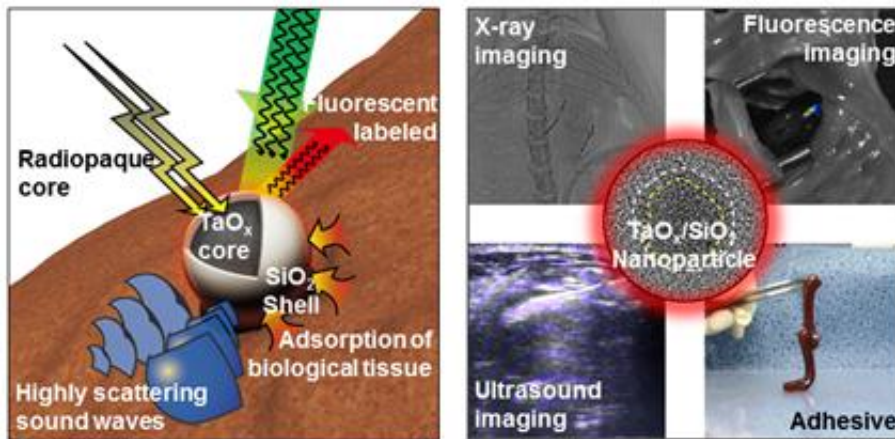 Radiopaque
core
Fluorescent
labeled
TaOx
core
SiO2
Shell
Adsorption of
biological tissue
Highly scattering
sound waves
X-ray
imaging
Fluorescence
imaging
TaOx/SiO2
Nanoparticle
Ultrasound
imaging
Adhesive